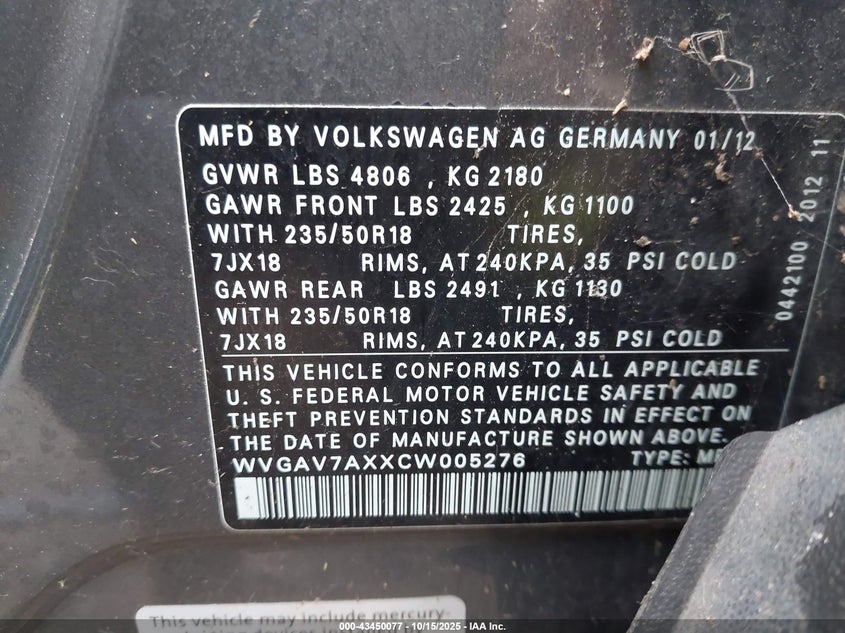 MFD BY VOLKSWAGEN AG GERMANY 01/12
GVWR LBS 4806 , KG 2180
GAWR FRONT LBS 2425 , KG 1100
WITH 235/50R18 TIRES,
7JX18 RIMS, AT 240KPA, 35 PSI COLD
GAWR REAR LBS 2491 , KG 1130
WITH 235/50R18 TIRES,
7JX18 RIMS, AT 240KPA, 35 PSI COLD
THIS VEHICLE CONFORMS TO ALL APPLICABLE
U. S. FEDERAL MOTOR VEHICLE SAFETY AND
THEFT PREVENTION STANDARDS IN EFFECT ON
THE DATE OF MANUFACTURE SHOWN ABOVE.
WVGAV7AXXCW005276 TYPE:
0442100 2012 11
This vehicle may include mercury-
000-43450077 - 10/15/2025 - IAA Inc.